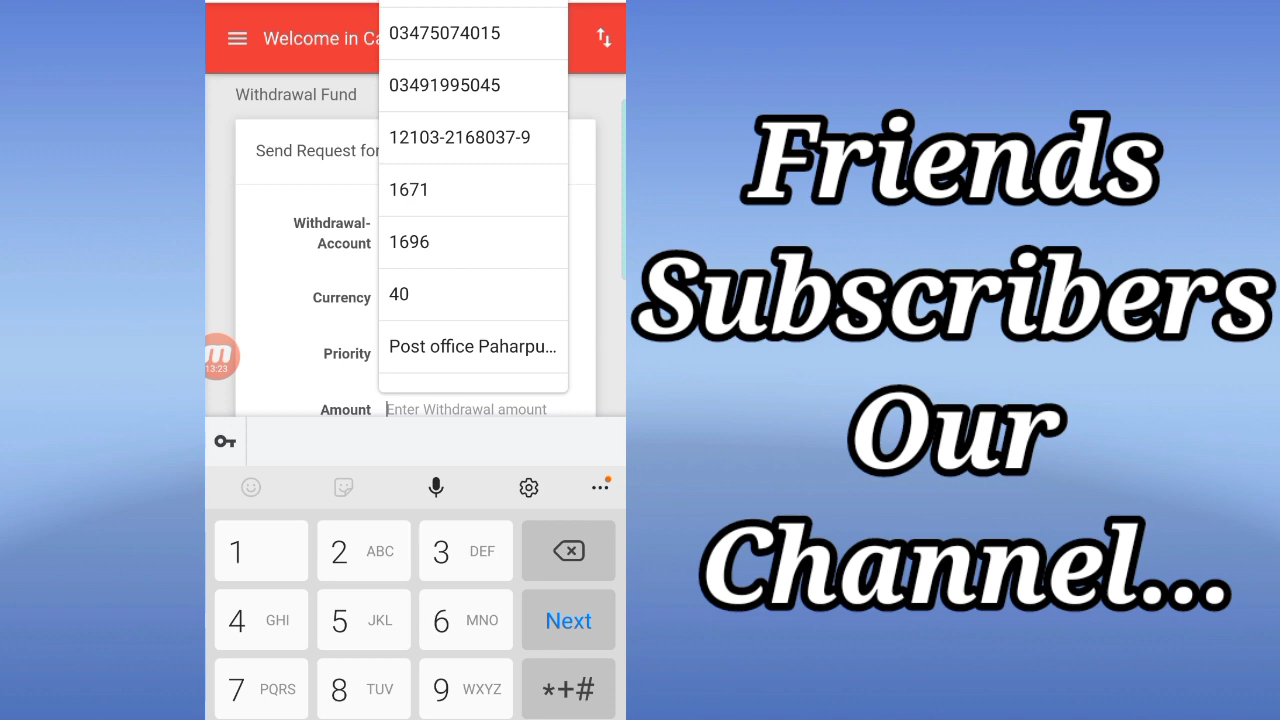 Welcome in Ca
Withdrawal Fund
Send Request for
Withdrawal-
Account
Currency
Priority
Amount
Enter Withdrawal amount
03475074015
03491995045
12103-2168037-9
1671
1696
40
Post office Paharpu...
13:23
1
2 ABC
3 DEF
4 GHI
5 JKL
6 MNO
Next
7 PQRS
8 TUV
9 WXYZ
*+#
Friends
Subscribers
Our
Channel...